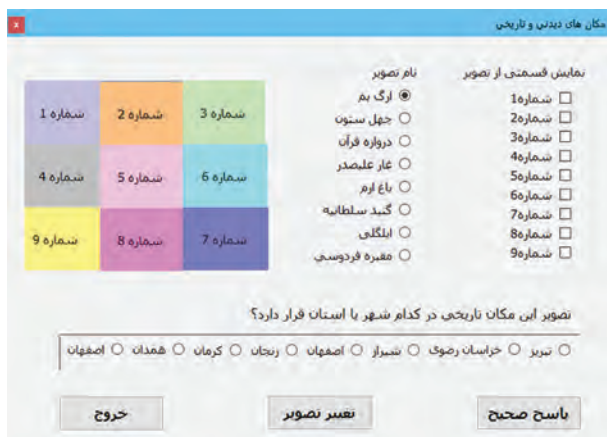 مکان های دیدنی و تاریخی
x
نمایش قسمتی از تصویر
شماره1
شماره2
شماره3
شماره4
شماره5
شماره6
شماره7
شماره8
شماره9
نام تصویر
ارگ بم
چهل ستون
دروازه قرآن
غار علیصدر
باغ ارم
گنبد سلطانیه
ایلگلی
مقبره فردوسی
شماره 3 شماره 2 شماره 1
شماره 6 شماره 5 شماره 4
شماره 7 شماره 8 شماره 9
تصویر این مکان تاریخی در کدام شهر یا استان قرار دارد؟
تبریز خراسان رضوی شیراز اصفهان زنجان کرمان همدان اصفهان
پاسخ صحیح تغییر تصویر خروج